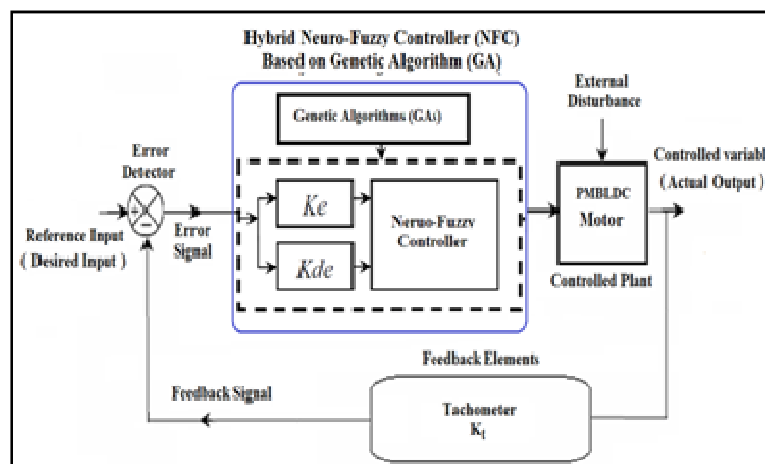 Hybrid Neuro-Fuzzy Controller (NFC)
Based on Genetic Algorithm (GA)
Genetic Algorithms (GAs)
External
Disturbance
Error
Detector
Controlled variable
(Actual Output)
Ke
PMBLDC
Motor
Neruo-Fuzzy
Controller
+
−
Reference Input
(Desired Input)
Error
Signal
Kde
Controlled Plant
Feedback Elements
Feedback Signal
Tachometer
Kt